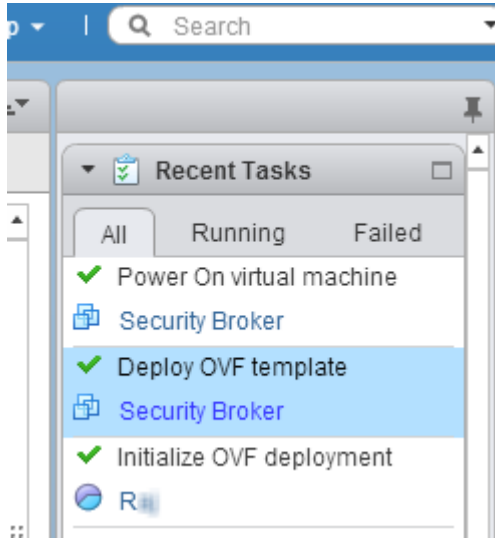 p
Search
Recent Tasks
All Running Failed
Power On virtual machine
Security Broker
Deploy OVF template
Security Broker
Initialize OVF deployment